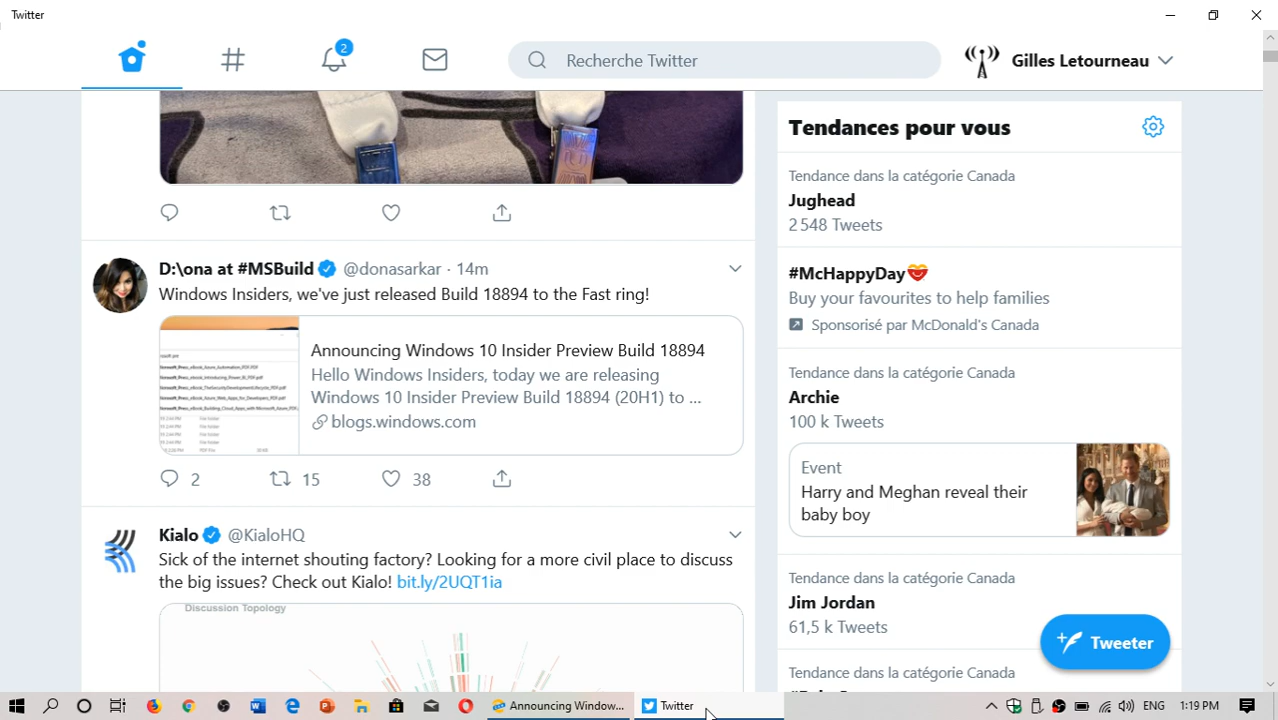 Twitter
2
Recherche Twitter
Gilles Letourneau
Tendances pour vous
Tendance dans la catégorie Canada
Jughead
2 548 Tweets
#McHappyDay
Buy your favourites to help families
Sponsorisé par McDonald's Canada
Tendance dans la catégorie Canada
Archie
100 k Tweets
Event
Harry and Meghan reveal their
baby boy
Tendance dans la catégorie Canada
Jim Jordan
61,5 k Tweets
Tendance dans la catégorie Canada
D:\ona at #MSBuild @donasarkar · 14m
Windows Insiders, we've just released Build 18894 to the Fast ring!
Announcing Windows 10 Insider Preview Build 18894
Hello Windows Insiders, today we are releasing
Windows 10 Insider Preview Build 18894 (20H1) to ...
blogs.windows.com
2 15 38
Kialo @KialoHQ
Sick of the internet shouting factory? Looking for a more civil place to discuss
the big issues? Check out Kialo! bit.ly/2UQT1ia
Discussion Topology
Tweeter
Announcing Window...
Twitter
ENG
1:19 PM